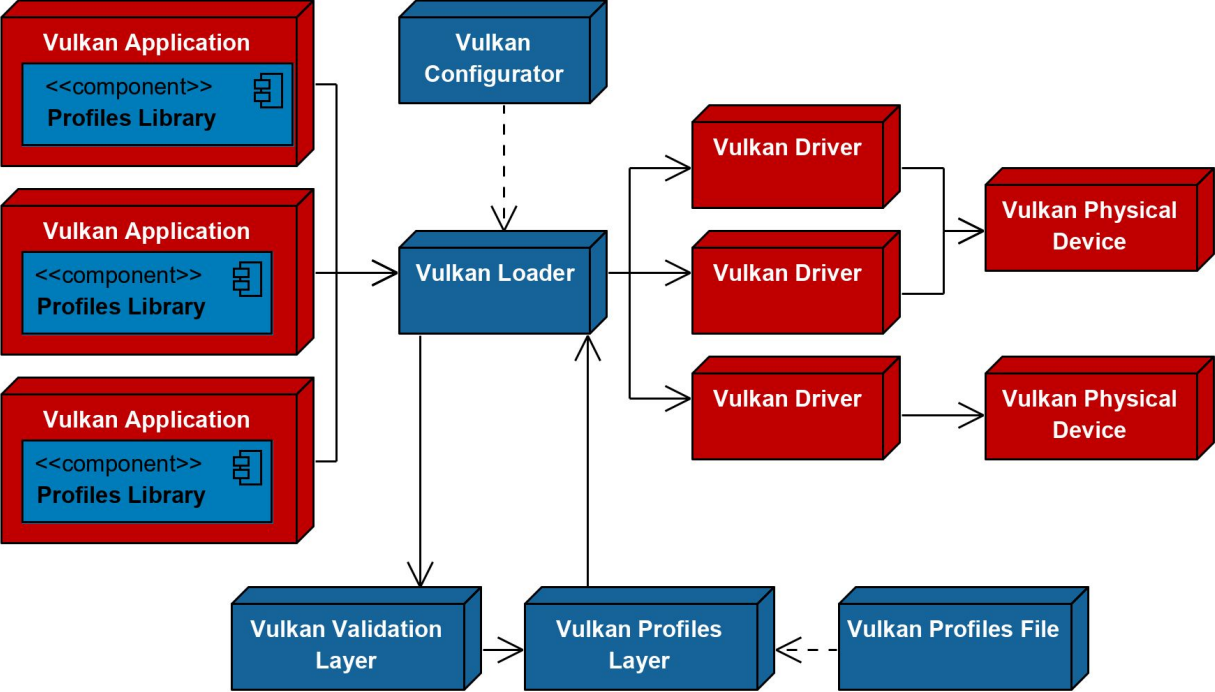 Vulkan Application
<<component>>
Profiles Library
Vulkan Application
<<component>>
Profiles Library
Vulkan Application
<<component>>
Profiles Library
Vulkan
Configurator
Vulkan Loader
Vulkan Driver
Vulkan Driver
Vulkan Driver
Vulkan Physical
Device
Vulkan Physical
Device
Vulkan Validation
Layer
Vulkan Profiles
Layer
Vulkan Profiles File